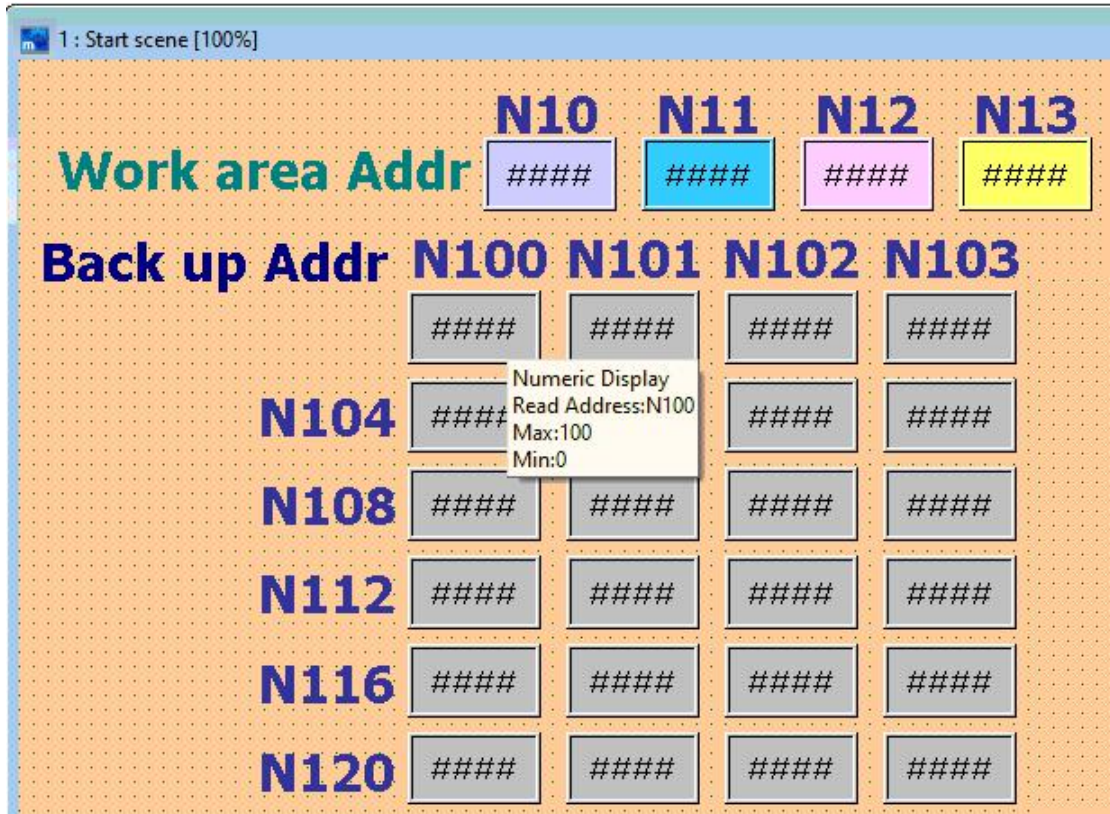 1 : Start scene [100%]
N10 N11 N12 N13
Work area Addr #### #### #### ####
Back up Addr N100 N101 N102 N103
#### #### #### ####
Numeric Display
Read Address:N100
Max:100
Min:0
N104 #### #### ####
N108 #### #### #### ####
N112 #### #### #### ####
N116 #### #### #### ####
N120 #### #### #### ####